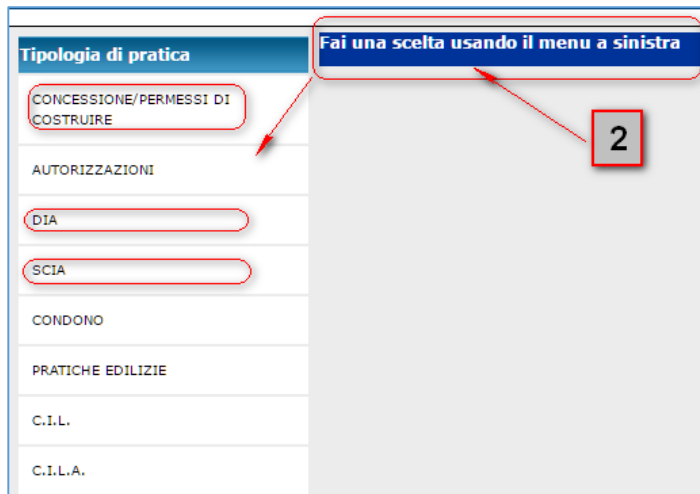 Tipologia di pratica
Fai una scelta usando il menu a sinistra
CONCESSIONE/PERMESSI DI
COSTRUIRE
2
AUTORIZZAZIONI
DIA
SCIA
CONDONO
PRATICHE EDILIZIE
C.I.L.
C.I.L.A.